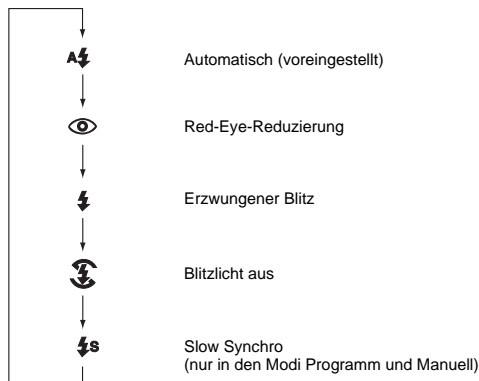 A Automatisch (voreingestellt)
Red-Eye-Reduzierung
Erzwungener Blitz
Blitzlicht aus
S Slow Synchro
(nur in den Modi Programm und Manuell)